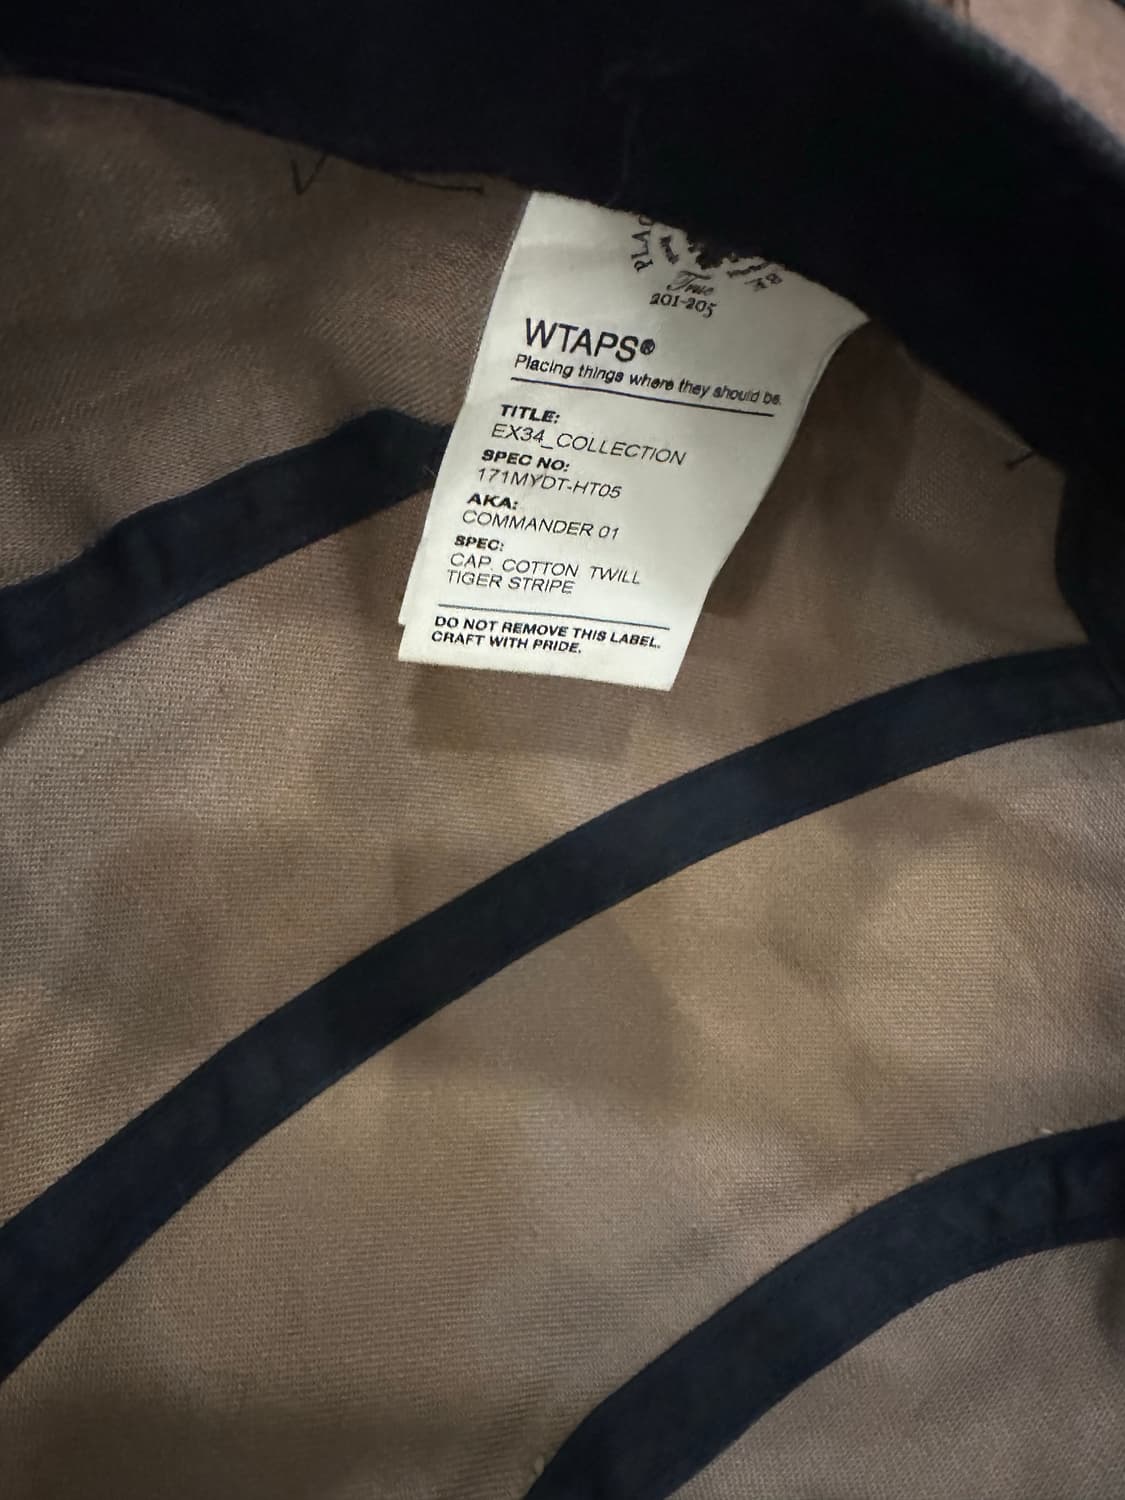 True
201-205
WTAPS®
Placing things where they should be.
TITLE:
EX34_COLLECTION
SPEC NO:
171MYDT-HT05
AKA:
COMMANDER 01
SPEC:
CAP. COTTON TWILL
TIGER STRIPE
DO NOT REMOVE THIS LABEL.
CRAFT WITH PRIDE.